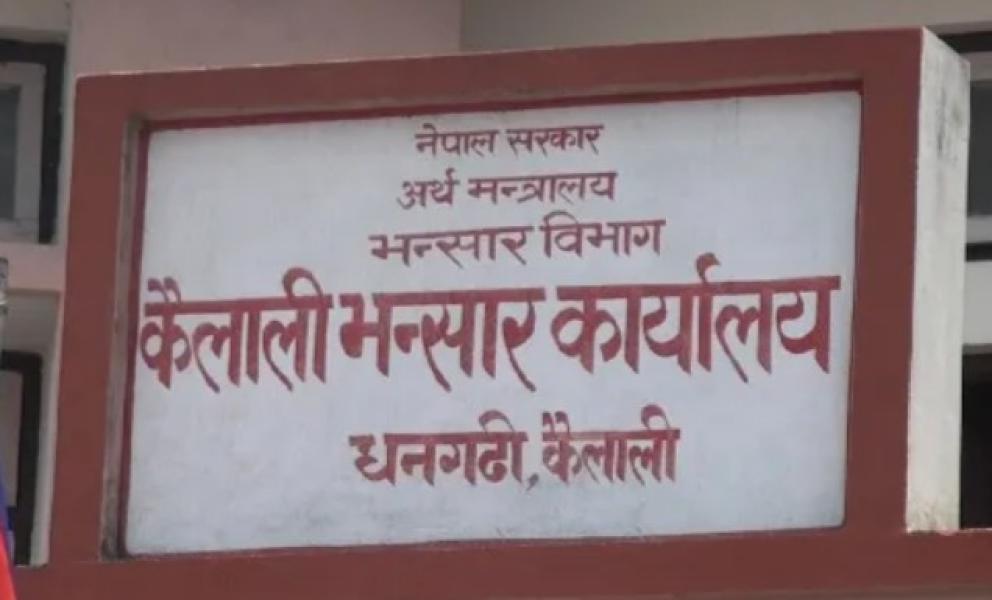 नेपाल सरकार
अर्थ मन्त्रालय
भन्सार विभाग
कैलाली भन्सार कार्यालय
धनगढी, कैलाली